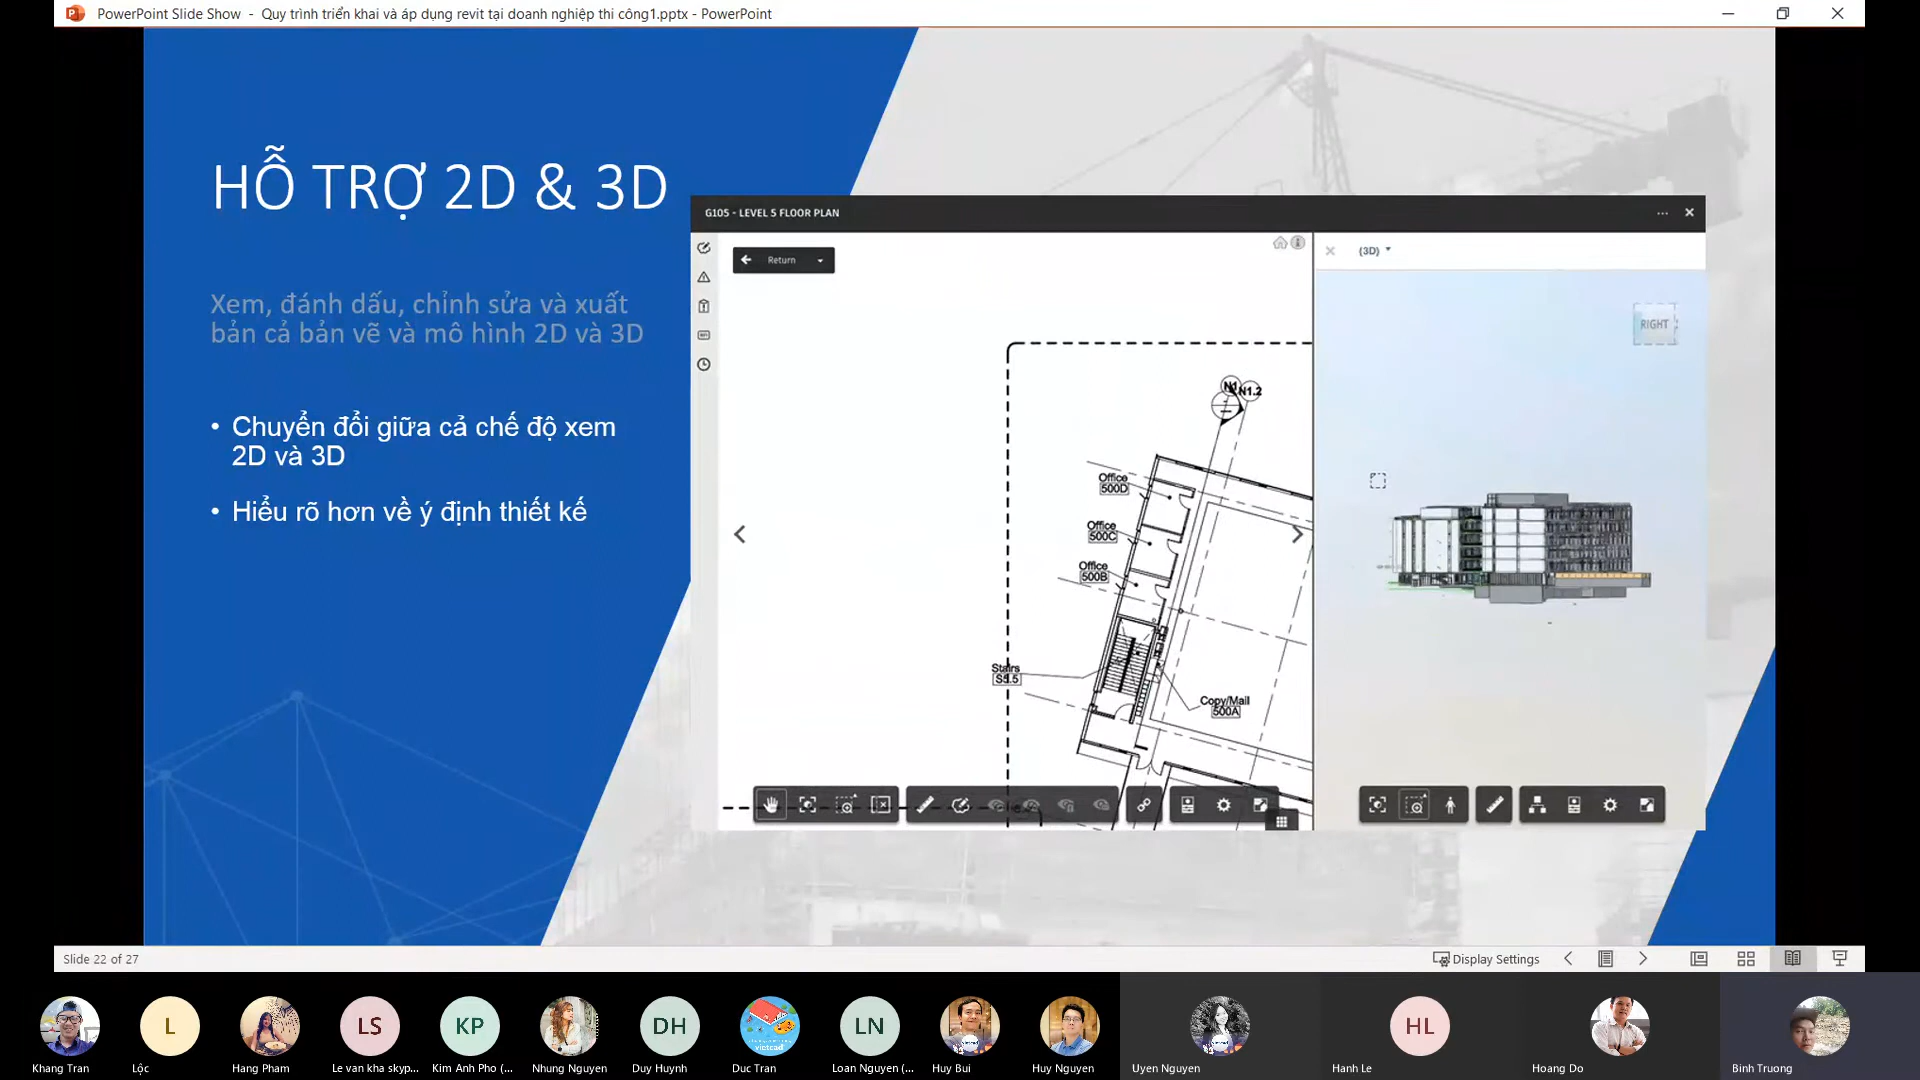 PowerPoint Slide Show - Quy trình triển khai và áp dụng revit tại doanh nghiệp thi công1.pptx - PowerPoint
HỖ TRỢ 2D & 3D
Xem, đánh dấu, chỉnh sửa và xuất
bản cả bản vẽ và mô hình 2D và 3D
• Chuyển đổi giữa cả chế độ xem
2D và 3D
• Hiểu rõ hơn về ý định thiết kế
G105 - LEVEL 5 FLOOR PLAN
Return
(3D)
RIGHT
N1
N1.2
Office
500D
Office
500C
Office
500B
Stairs
S5.5
Copy/Mail
500A
Slide 22 of 27
Display Settings
L
LS
KP
DH
LN
HL
Khang Tran
Lộc
Hang Pham
Le van kha skyp...
Kim Anh Pho (...
Nhung Nguyen
Duy Huynh
Duc Tran
Loan Nguyen (...
Huy Bui
Huy Nguyen
Uyen Nguyen
Hanh Le
Hoang Do
Binh Truong